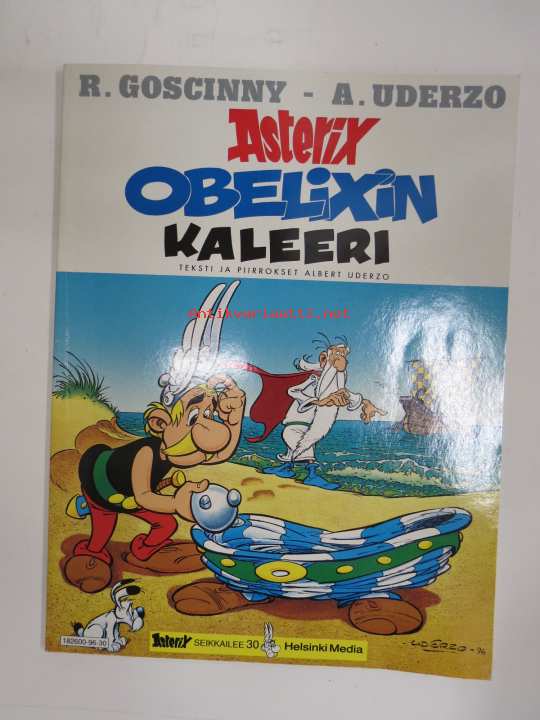 R. GOSCINNY - A. UDERZO
Asterix
OBELiXiN
KALEERI
TEKSTI JA PIIRROKSET ALBERT UDERZO
antikvariaatti.net
182600-96-30
Asterix SEIKKAILEE 30 Helsinki Media
UDERZO -96